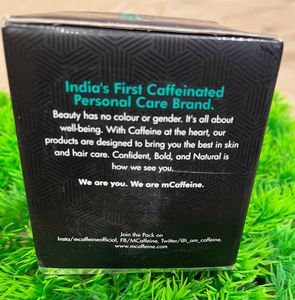 India's First Caffeinated
Personal Care Brand.
Beauty has no colour or gender. It's all about
well-being. With Caffeine at the heart, our
products are designed to bring you the best in skin
and hair care. Confident, Bold, and Natural is
how we see you.
We are you. We are mCaffeine.
Join the Pack on
Insta/mcaffeineofficial, FB/MCaffeine, Twitter/@i_am_caffeine,
www.mcaffeine.com